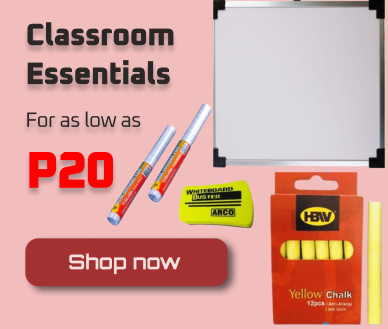 Classroom
Essentials
For as low as
P20
WHITEBOARD
DUSTER
ARCO
HBW
Yellow Chalk
12pcs
Shop now